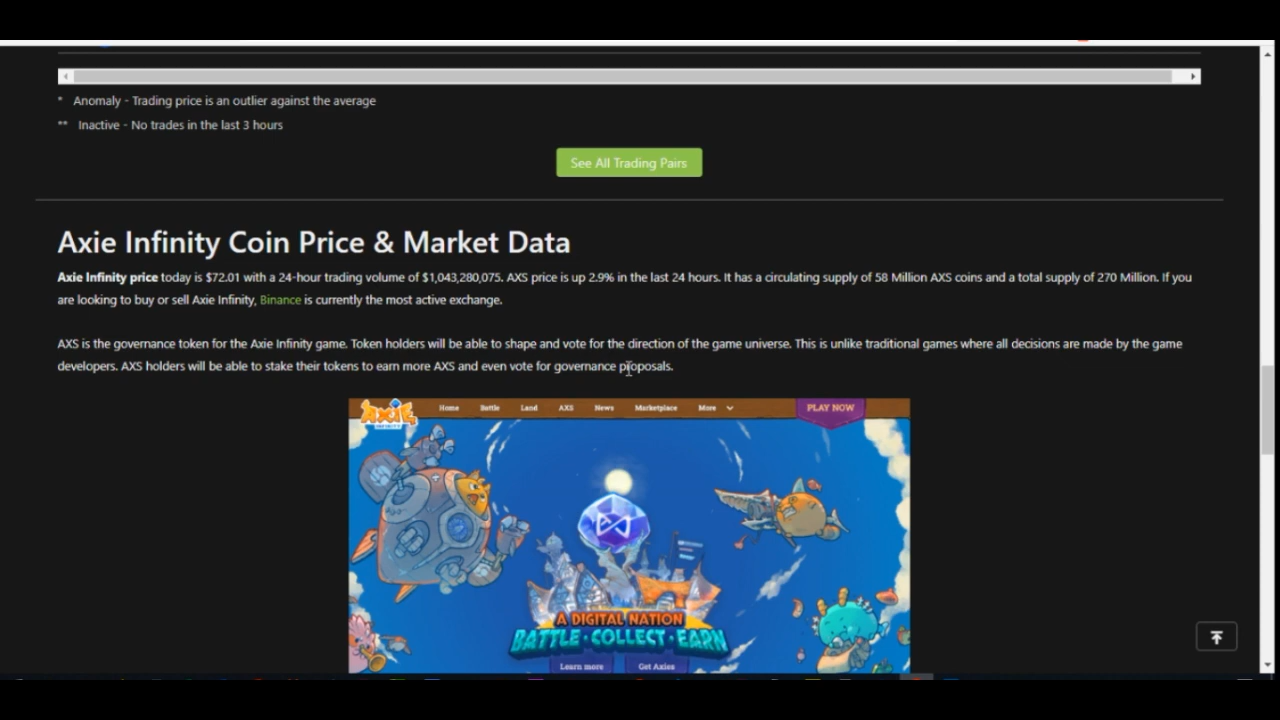 * Anomaly - Trading price is an outlier against the average
** Inactive - No trades in the last 3 hours
See All Trading Pairs
Axie Infinity Coin Price & Market Data
Axie Infinity price today is $72.01 with a 24-hour trading volume of $1,043,280,075. AXS price is up 2.9% in the last 24 hours. It has a circulating supply of 58 Million AXS coins and a total supply of 270 Million. If you
are looking to buy or sell Axie Infinity, Binance is currently the most active exchange.
AXS is the governance token for the Axie Infinity game. Token holders will be able to shape and vote for the direction of the game universe. This is unlike traditional games where all decisions are made by the game
developers. AXS holders will be able to stake their tokens to earn more AXS and even vote for governance proposals.
AXIE
INFINITY
Home Battle Land AXS News Marketplace More PLAY NOW
A DIGITAL NATION
BATTLE · COLLECT · EARN
Learn more Get Axies